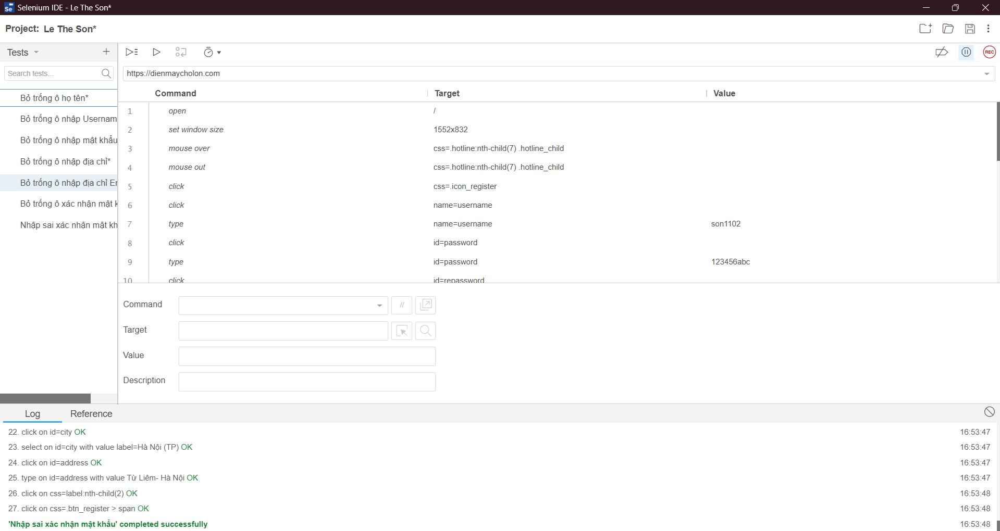 Selenium IDE - Le The Son*
Project: Le The Son*
Tests
Search tests...
https://dienmaycholon.com
Command Target Value
Bỏ trống ô họ tên*
Bỏ trống ô nhập Usernam
Bỏ trống ô nhập mật khẩu
Bỏ trống ô nhập địa chỉ*
Bỏ trống ô nhập địa chỉ Er
Bỏ trống ô xác nhận mật k
Nhập sai xác nhận mật kh
1 open /
2 set window size 1552x832
3 mouse over css=.hotline:nth-child(7) .hotline_child
4 mouse out css=.hotline:nth-child(7) .hotline_child
5 click css=.icon_register
6 click name=username
7 type name=username son1102
8 click id=password
9 type id=password 123456abc
10 click id=repassword
Command //
Target
Value
Description
Log Reference
22. click on id=city OK 16:53:47
23. select on id=city with value label=Hà Nội (TP) OK 16:53:47
24. click on id=address OK 16:53:47
25. type on id=address with value Từ Liêm- Hà Nội OK 16:53:47
26. click on css=label:nth-child(2) OK 16:53:48
27. click on css=.btn_register > span OK 16:53:48
'Nhập sai xác nhận mật khẩu' completed successfully 16:53:48
REC
Se